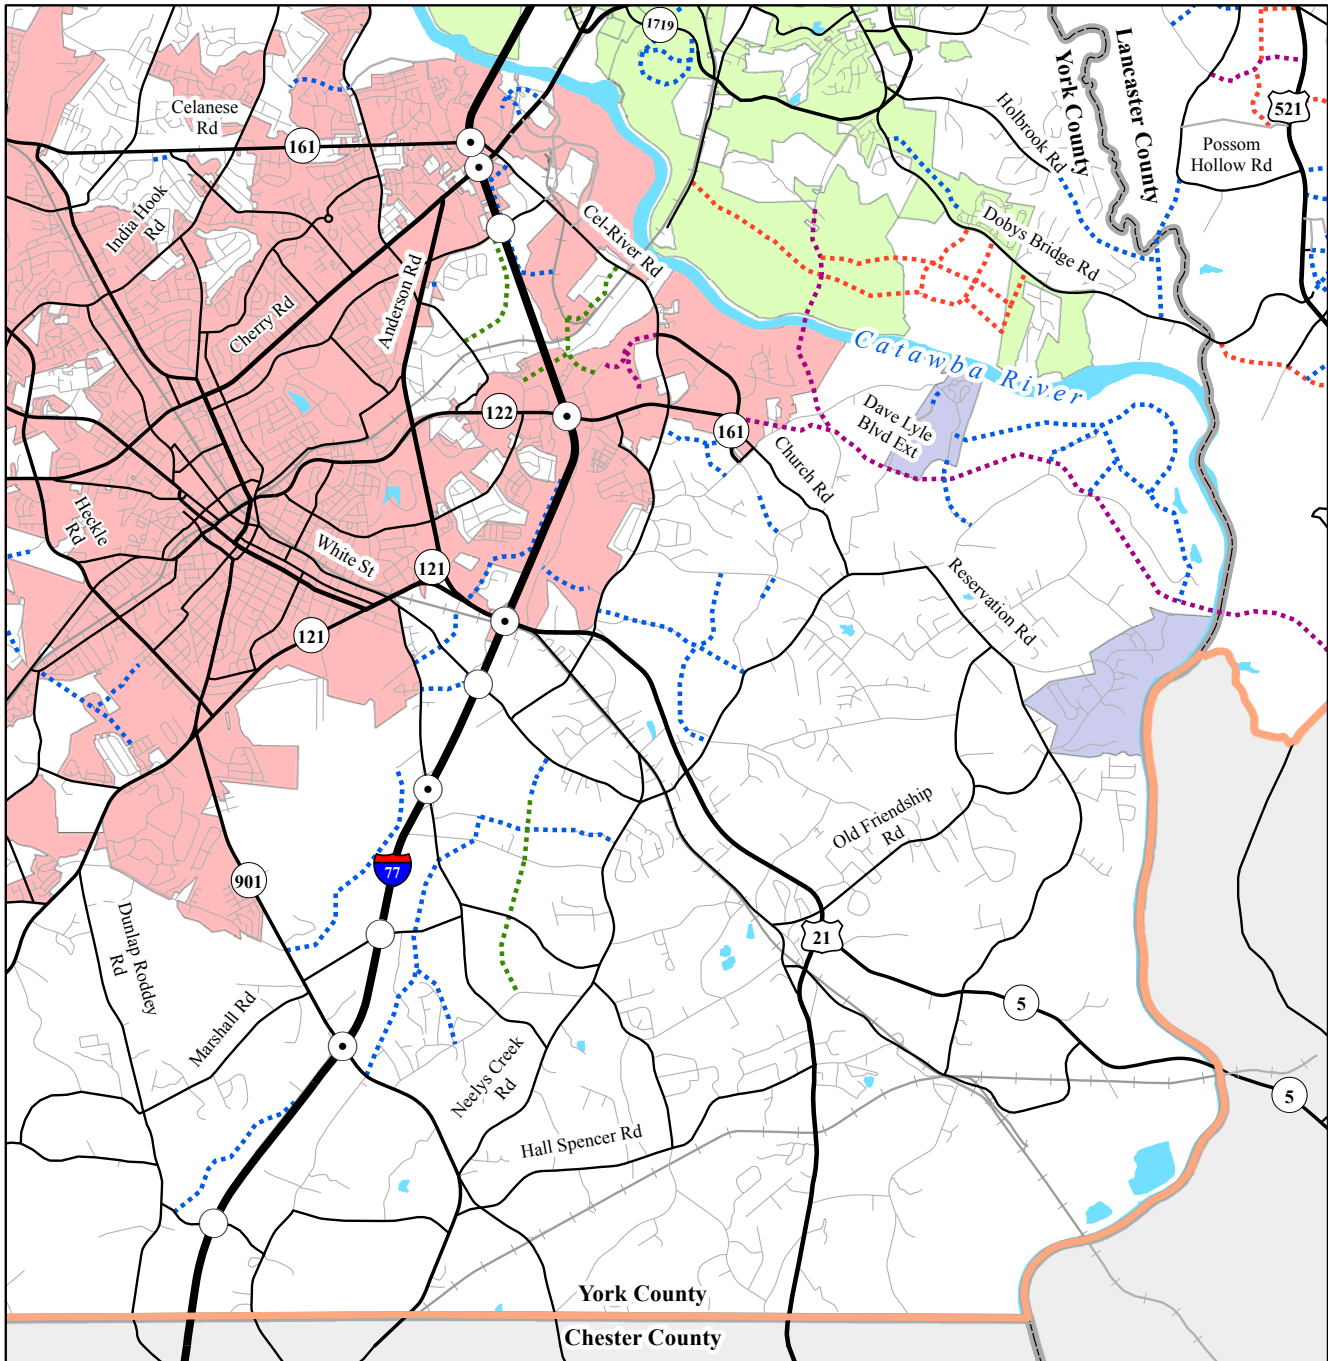 1719
Lancaster County
York County
521
Celanese
Rd
161
Holbrook Rd
Possom
Hollow Rd
India Hook
Rd
Cel-River Rd
Dobys Bridge Rd
Anderson Rd
Cherry Rd
Catawba River
122
161
Dave Lyle
Blvd Ext
Church Rd
Heckle
Rd
White St
121
121
Reservation Rd
Old Friendship
Rd
77
901
21
Dunlap Roddey
Rd
Marshall Rd
5
Neelys Creek
Rd
5
Hall Spencer Rd
York County
Chester County